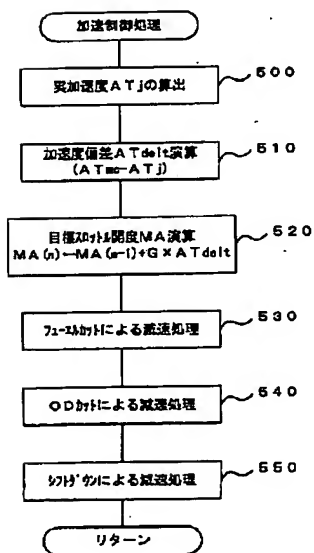 加速制御処理
実加速度ATjの算出
500
加速度偏差ATdelt演算
(ATmc-ATj)
510
目標スロットル開度MA演算
MA(n)←MA(n-1)+G×ATdelt
520
フューエルカットによる減速処理
530
ODカットによる減速処理
540
シフトダウンによる減速処理
550
リターン